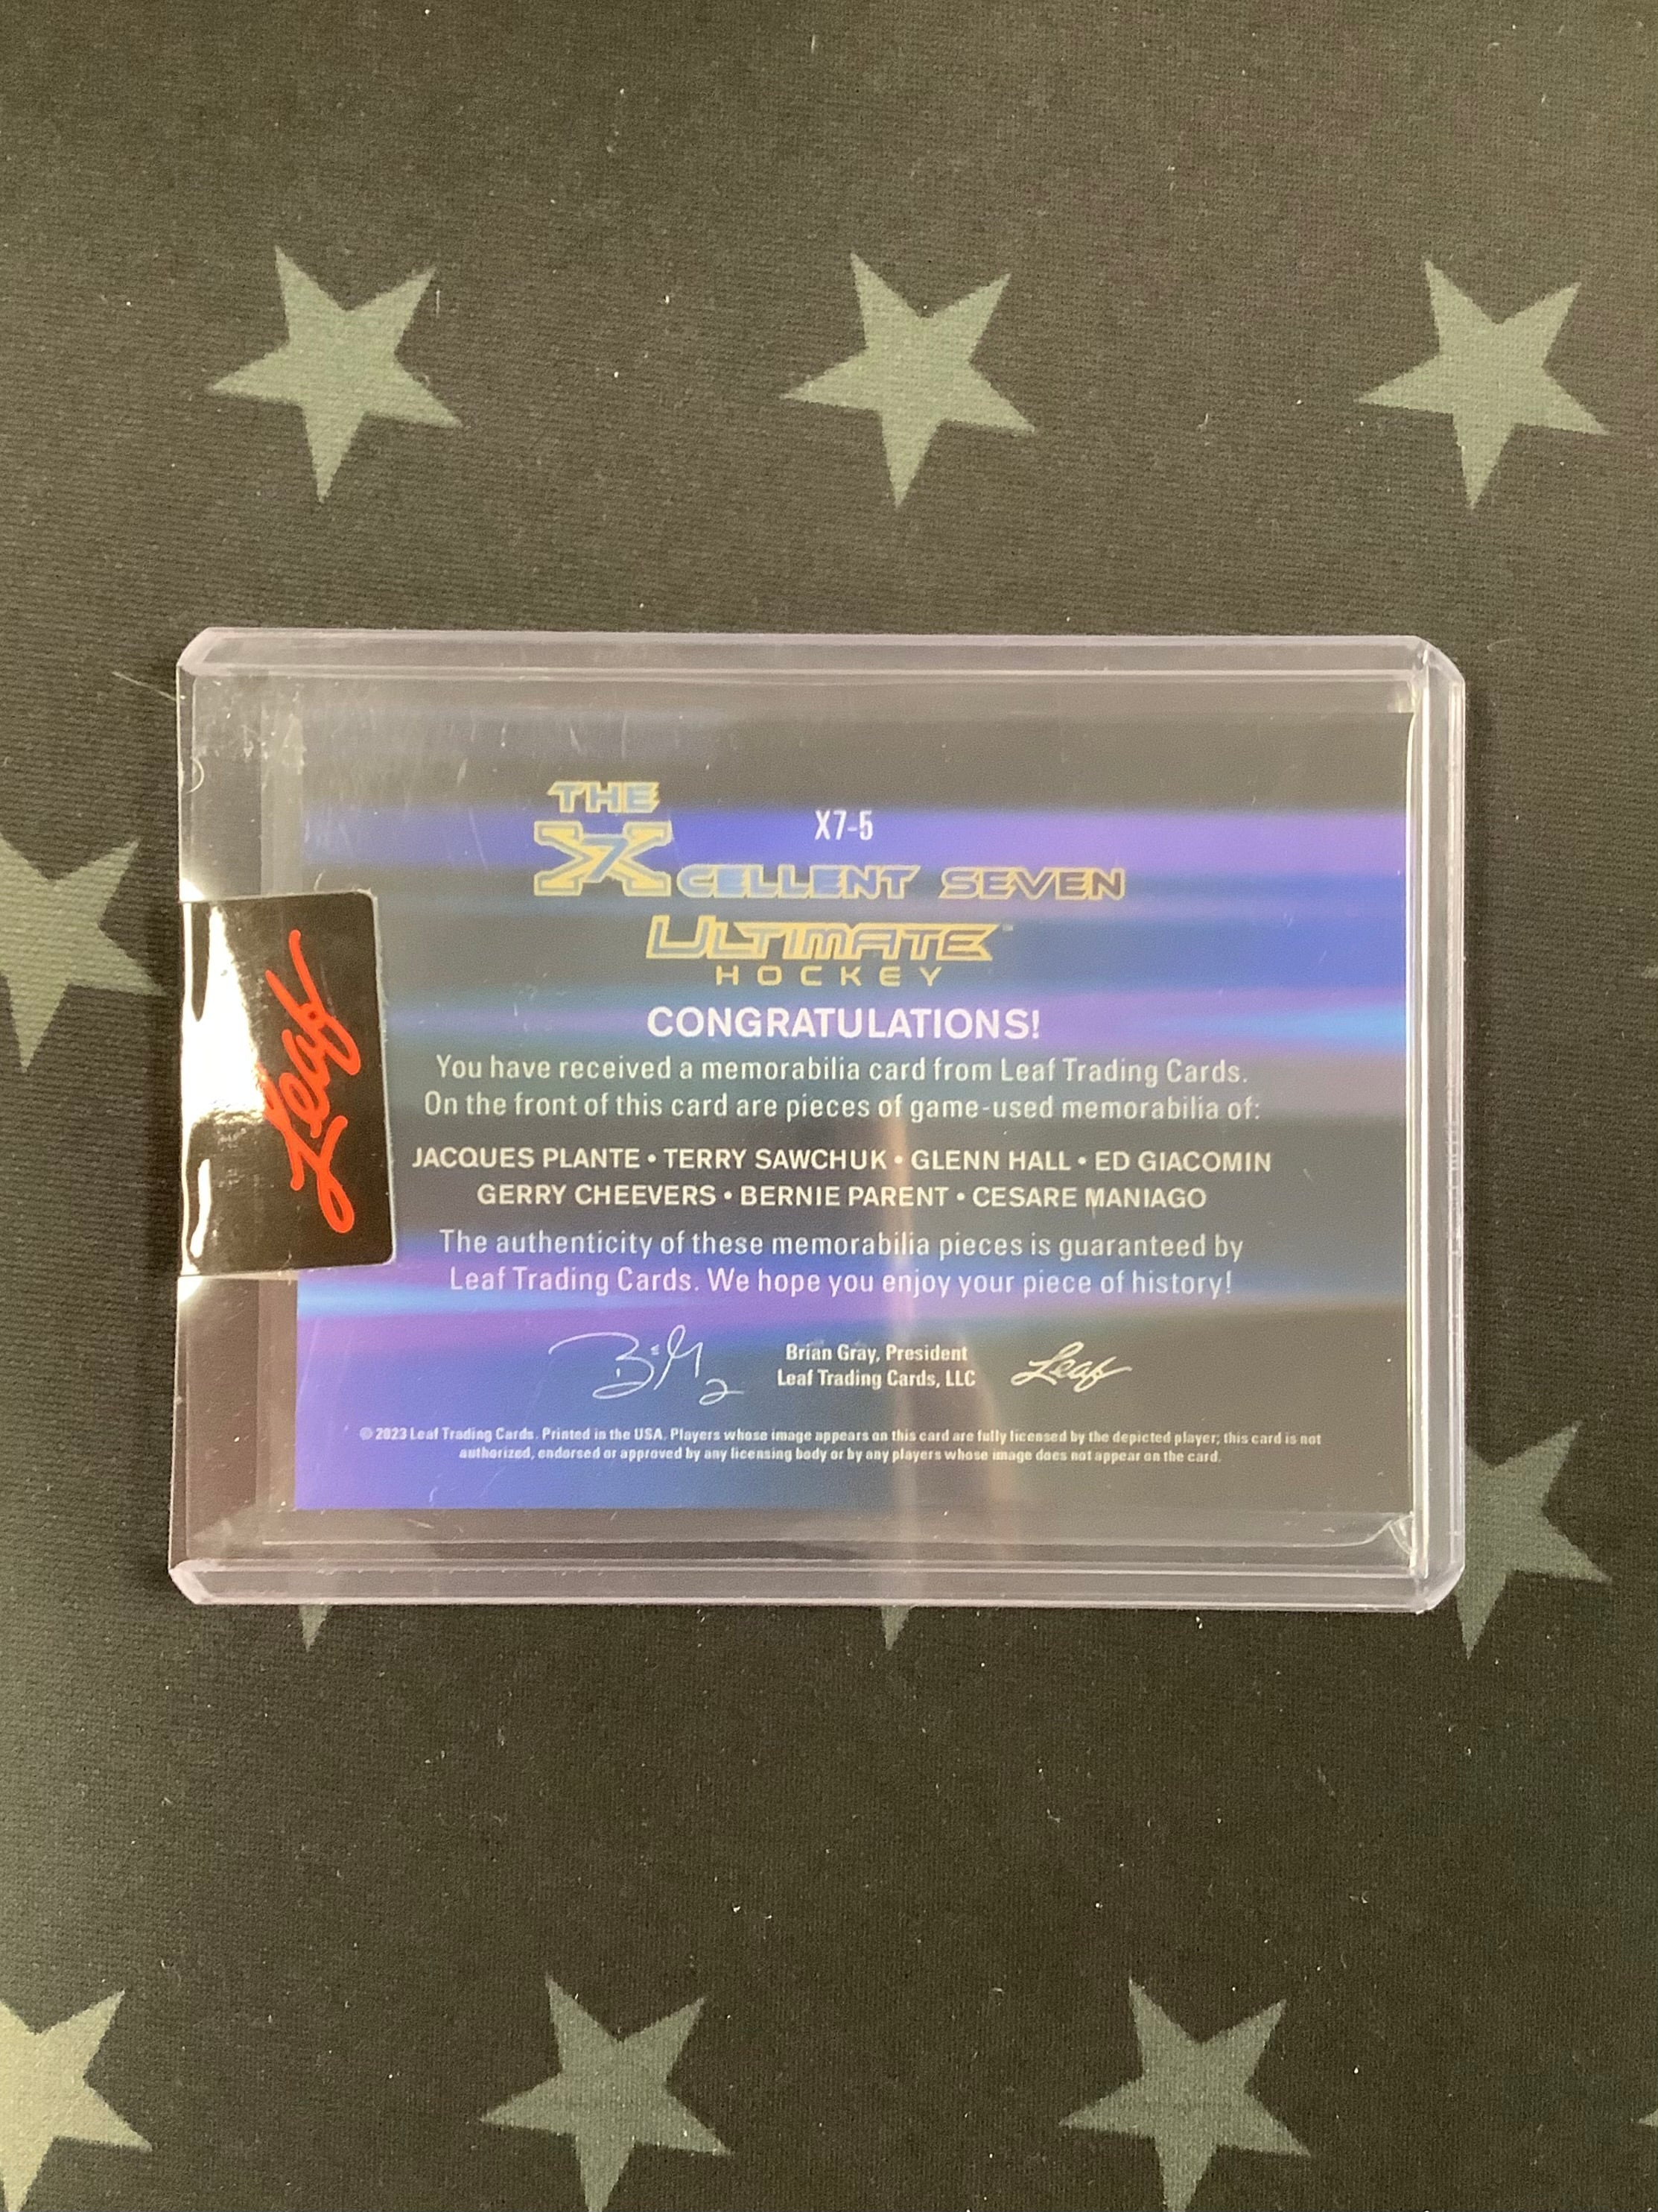 THE
X7-5
X7CELLENT SEVEN
ULTIMATE™
HOCKEY
CONGRATULATIONS!
You have received a memorabilia card from Leaf Trading Cards.
On the front of this card are pieces of game-used memorabilia of:
JACQUES PLANTE • TERRY SAWCHUK • GLENN HALL • ED GIACOMIN
GERRY CHEEVERS • BERNIE PARENT • CESARE MANIAGO
The authenticity of these memorabilia pieces is guaranteed by
Leaf Trading Cards. We hope you enjoy your piece of history!
Brian Gray, President
Leaf Trading Cards, LLC
Leaf
© 2023 Leaf Trading Cards. Printed in the USA. Players whose image appears on this card are fully licensed by the depicted player; this card is not
authorized, endorsed or approved by any licensing body or by any players whose image does not appear on the card.
Leaf